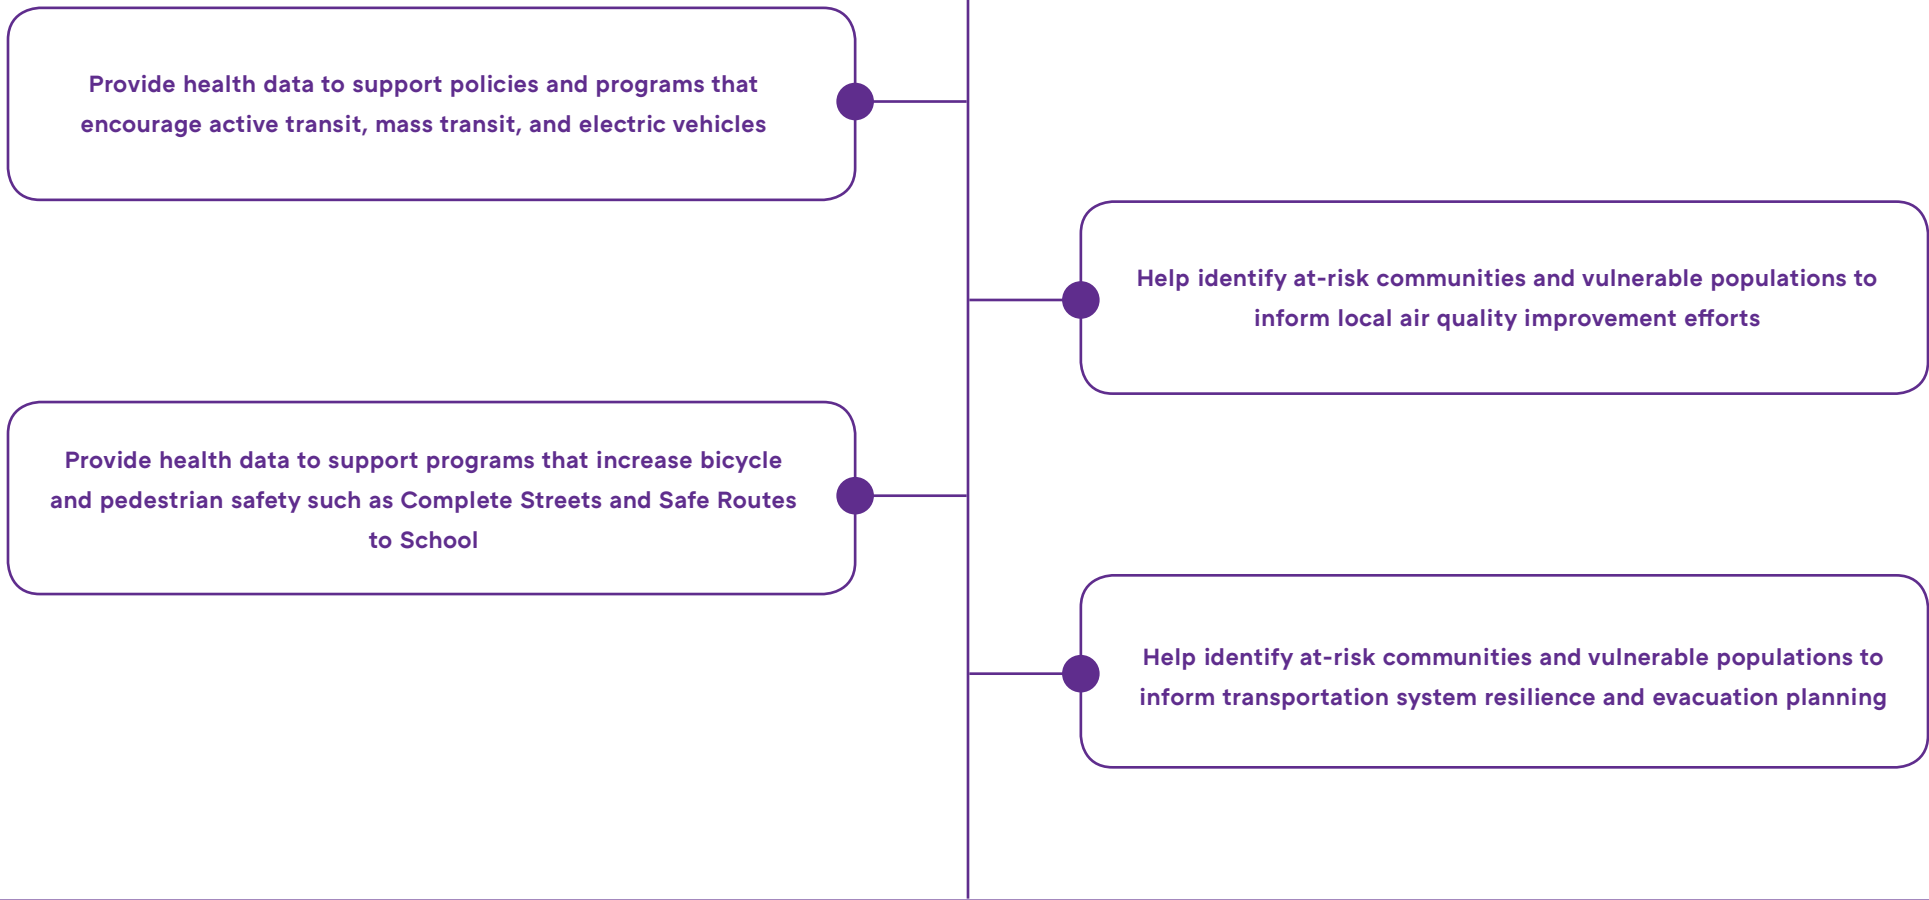 Provide health data to support policies and programs that
encourage active transit, mass transit, and electric vehicles
Help identify at-risk communities and vulnerable populations to
inform local air quality improvement efforts
Provide health data to support programs that increase bicycle
and pedestrian safety such as Complete Streets and Safe Routes
to School
Help identify at-risk communities and vulnerable populations to
inform transportation system resilience and evacuation planning